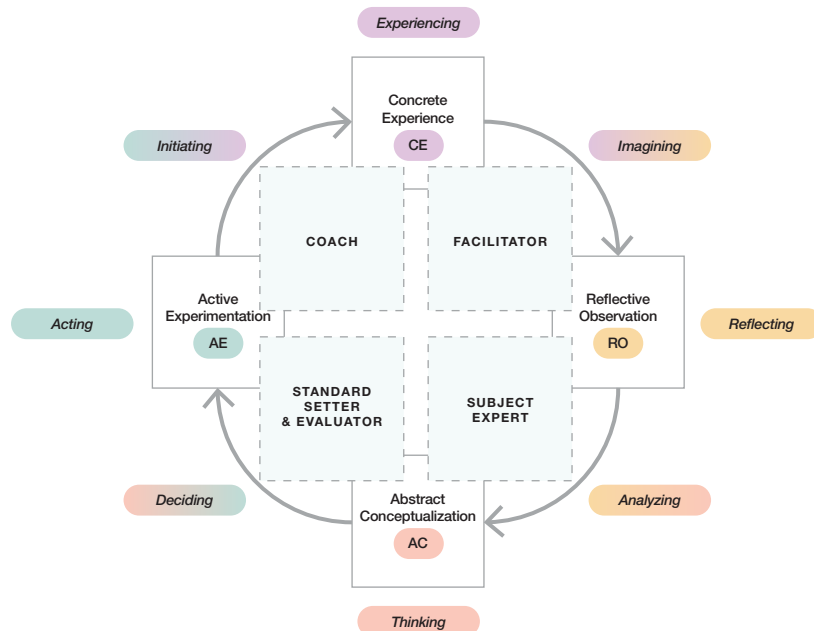 Experiencing
Concrete
Experience
CE
Initiating
Imagining
COACH
FACILITATOR
Active
Experimentation
AE
Reflective
Observation
RO
Acting
Reflecting
STANDARD
SETTER
& EVALUATOR
SUBJECT
EXPERT
Deciding
Abstract
Conceptualization
AC
Analyzing
Thinking